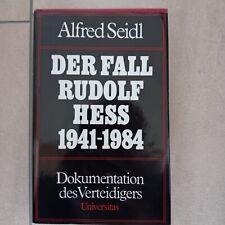 Alfred Seidl
DER FALL
RUDOLF
HESS
1941-1984
Dokumentation
des Verteidigers
Universitas